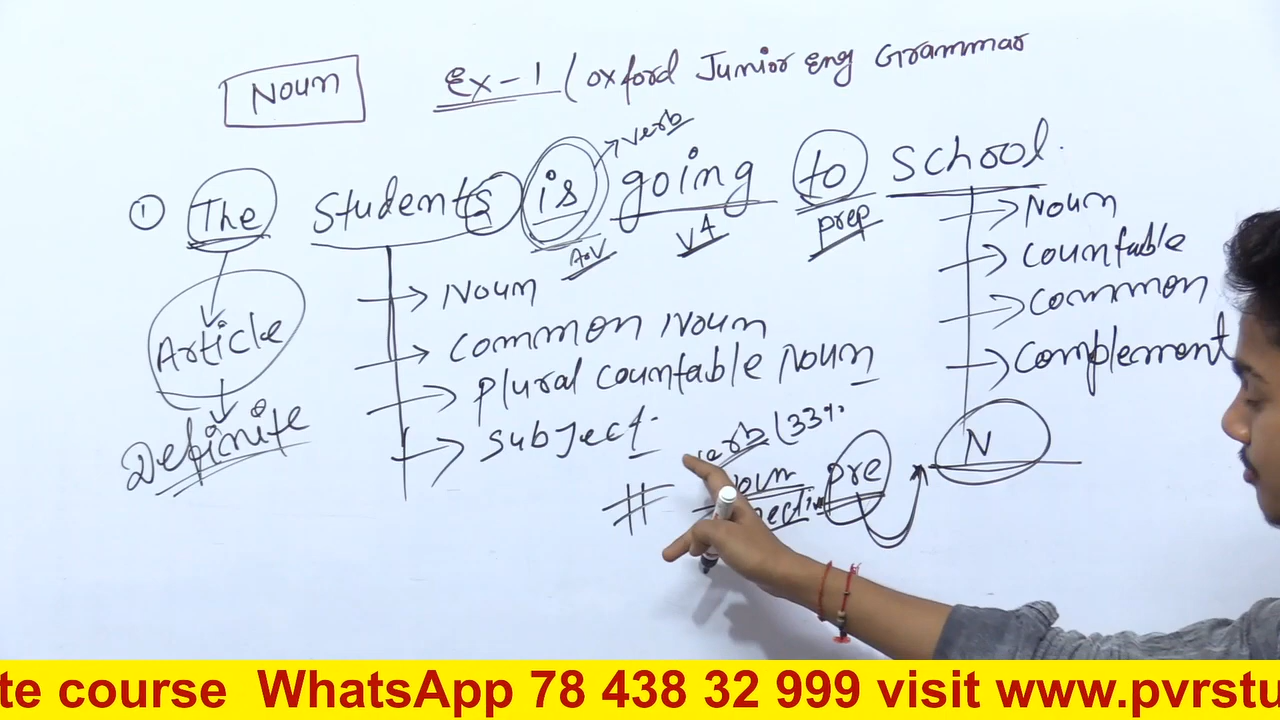 Noun Ex-1 (Oxford Junior Eng Grammar
→ verb
① The Students is going to School.
A.V V4 prep
Article
Definite
→ Noun
→ Common Noun
→ Plural Countable Noun
→ Subject
→ Noun
→ Countable
→ Common
→ Complement
# verb (33%
Noun pre N
te course WhatsApp 78 438 32 999 visit www.pvrstu